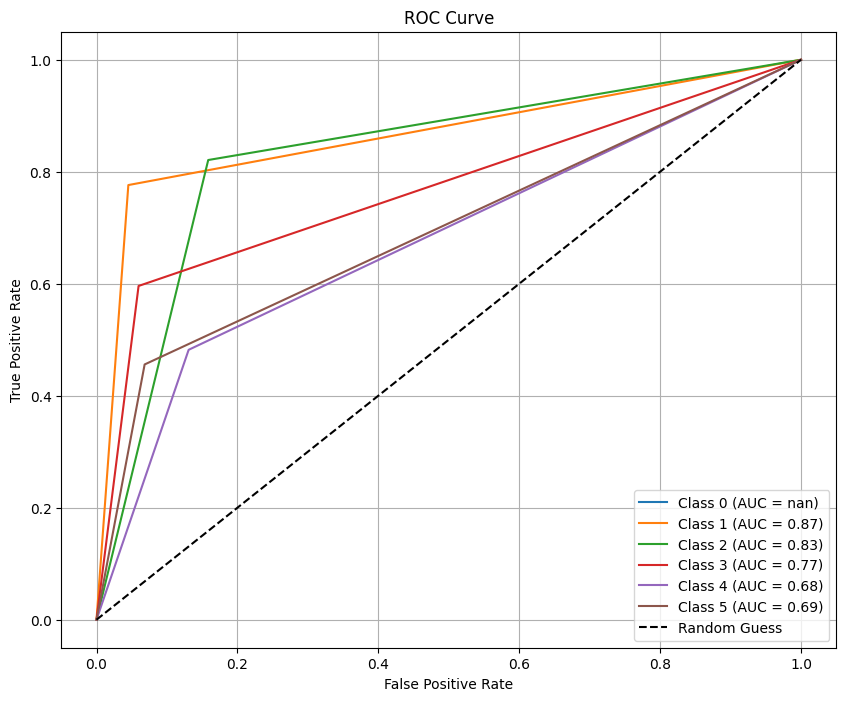 ROC Curve
1.0
0.8
0.6
0.4
0.2
0.0
True Positive Rate
0.0 0.2 0.4 0.6 0.8 1.0
False Positive Rate
Class 0 (AUC = nan)
Class 1 (AUC = 0.87)
Class 2 (AUC = 0.83)
Class 3 (AUC = 0.77)
Class 4 (AUC = 0.68)
Class 5 (AUC = 0.69)
Random Guess